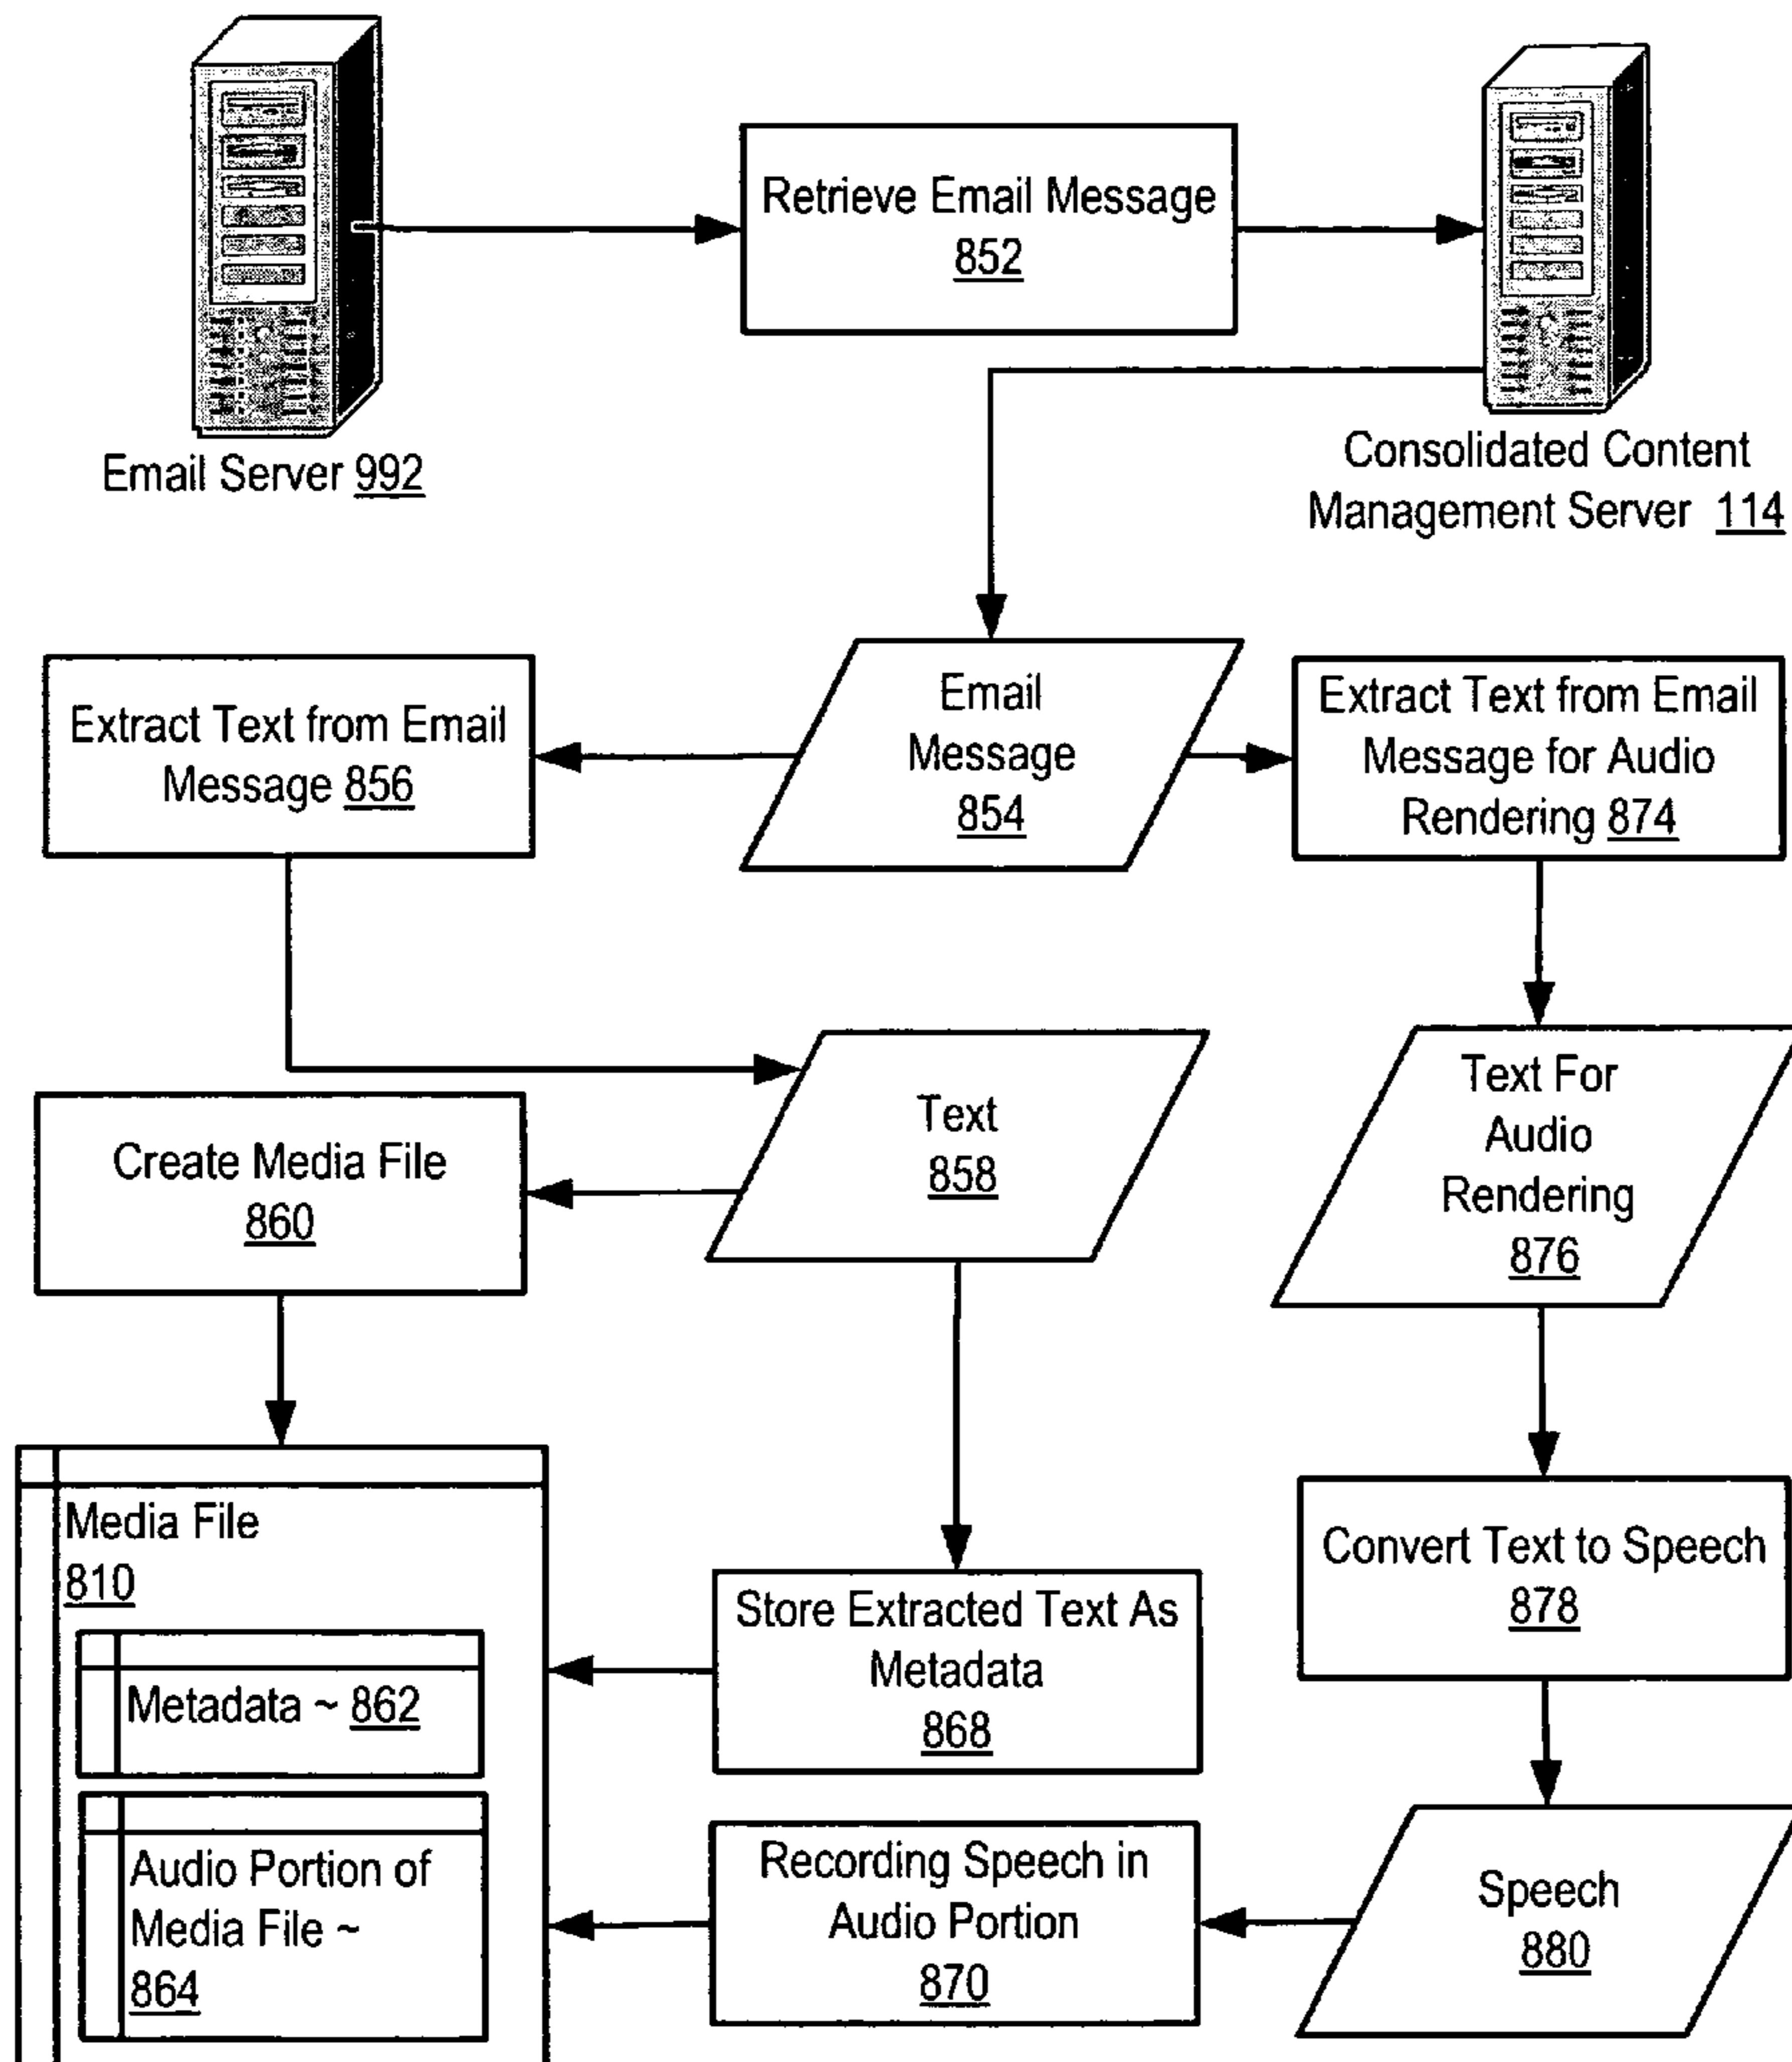 Retrieve Email Message
852
Email Server 992
Consolidated Content
Management Server 114
Extract Text from Email
Message 856
Email
Message
854
Extract Text from Email
Message for Audio
Rendering 874
Text
858
Text For
Audio
Rendering
876
Create Media File
860
Media File
810
Metadata ~ 862
Audio Portion of
Media File ~
864
Store Extracted Text As
Metadata
868
Convert Text to Speech
878
Recording Speech in
Audio Portion
870
Speech
880